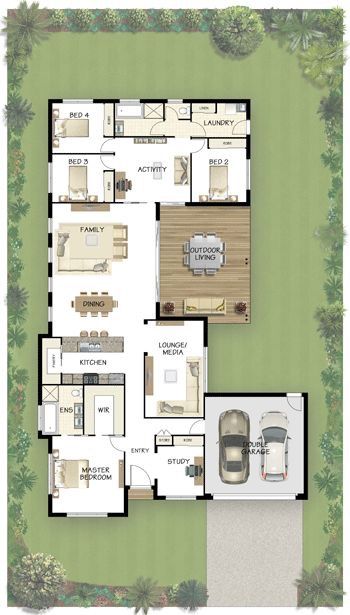 BED 4
LINEN
LAUNDRY
ROBE
ROBE
ROBE
BED 3
ACTIVITY
BED 2
FAMILY
OUTDOOR
LIVING
DINING
LOUNGE/
MEDIA
PANTRY
KITCHEN
ENS
WIR
DOUBLE
GARAGE
ENTRY
STORE
ROBE
MASTER
BEDROOM
STUDY